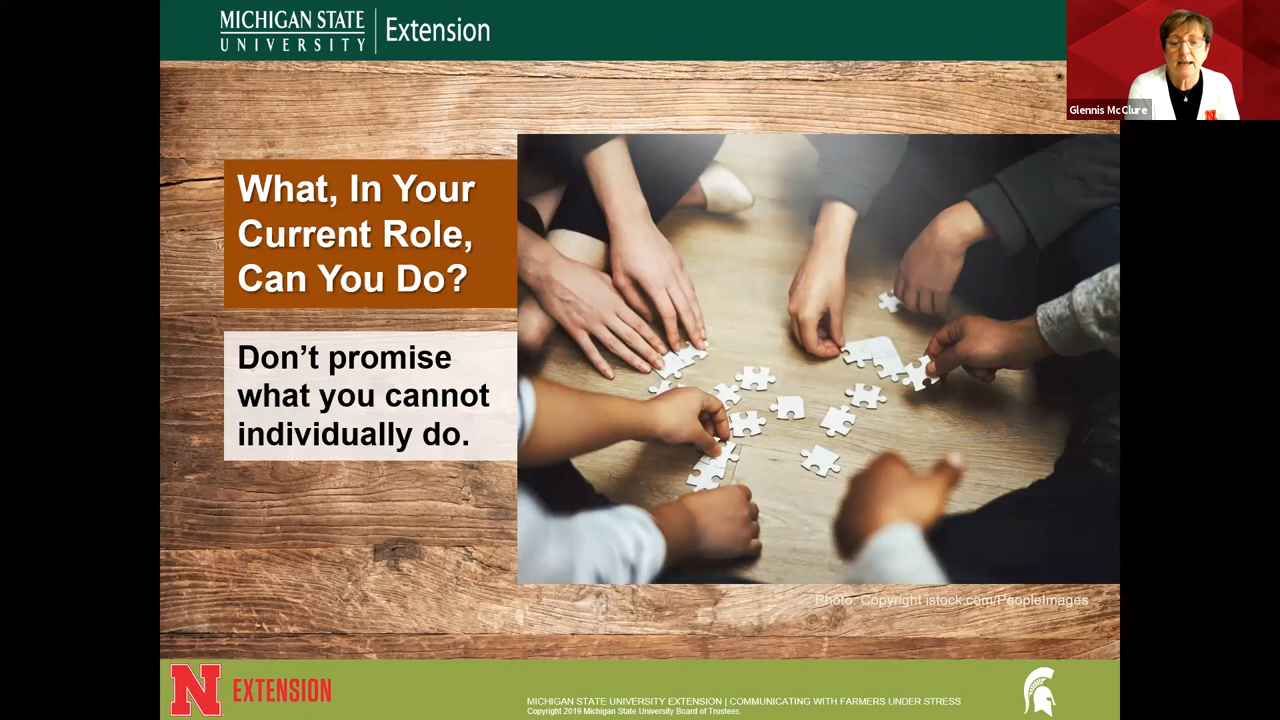 MICHIGAN STATE
UNIVERSITY
Extension
Glennis McClure
What, In Your
Current Role,
Can You Do?
Don’t promise
what you cannot
individually do.
Photo: Copyright istock.com/PeopleImages
N EXTENSION
MICHIGAN STATE UNIVERSITY EXTENSION | COMMUNICATING WITH FARMERS UNDER STRESS
Copyright 2019 Michigan State University Board of Trustees.